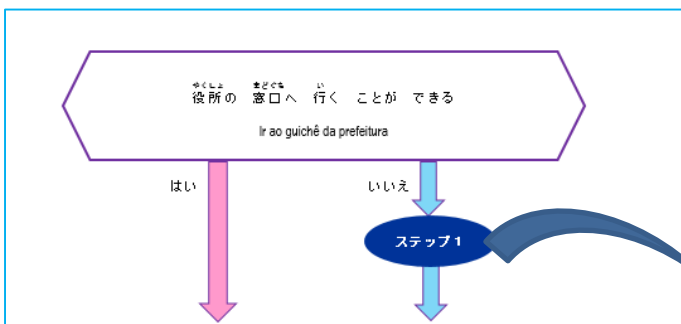 やくしょ まどぐち い
役所の 窓口へ 行く ことが できる
Ir ao guichê da prefeitura
はい いいえ
ステップ1